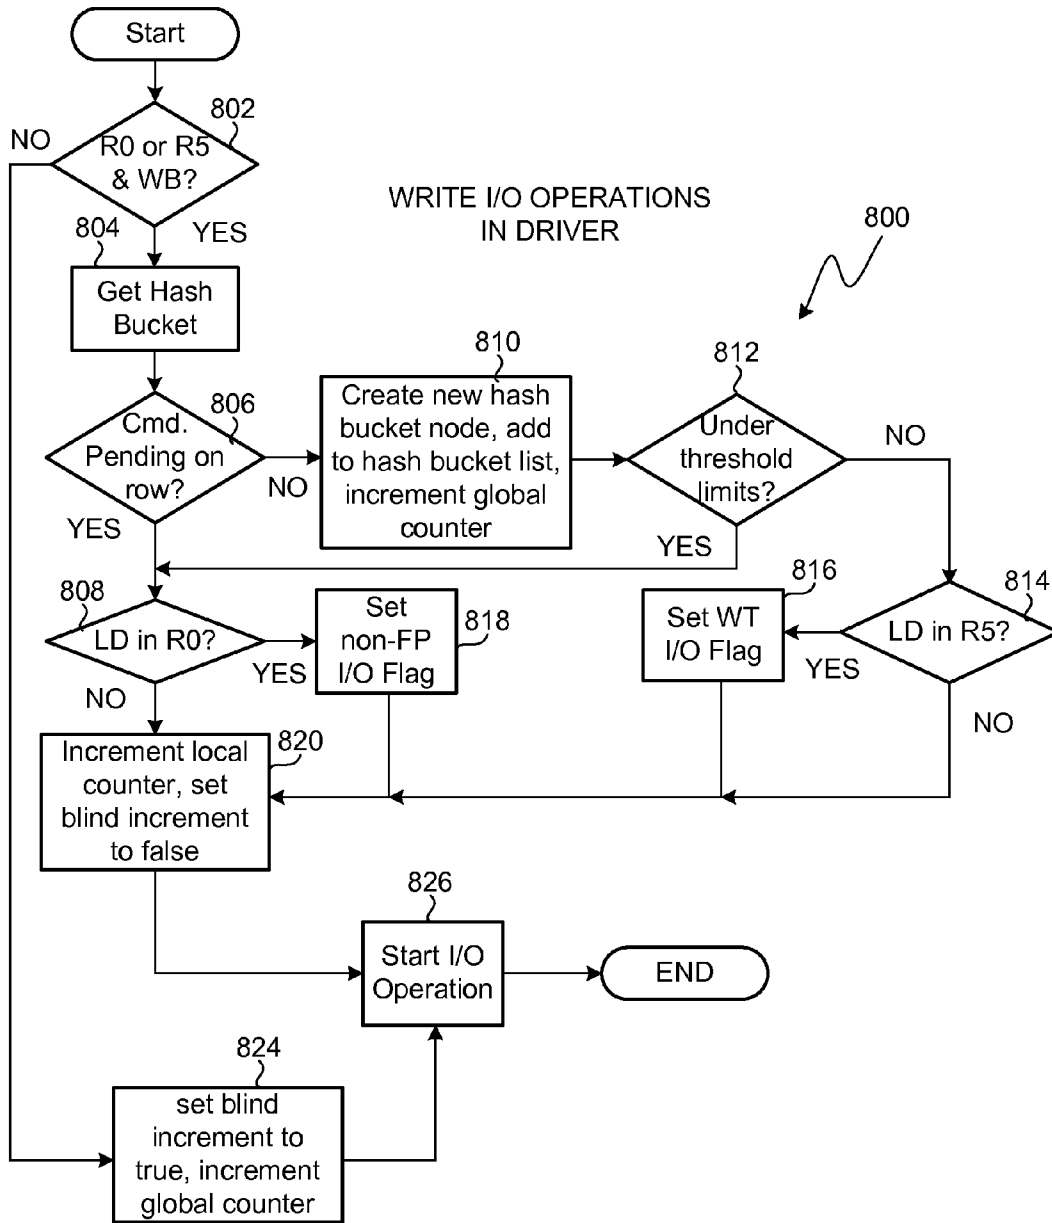 Start
802
NO
R0 or R5
& WB?
WRITE I/O OPERATIONS
IN DRIVER
800
804
YES
Get Hash
Bucket
810
812
806
Cmd.
Pending on
row?
NO
Create new hash
bucket node, add
to hash bucket list,
increment global
counter
Under
threshold
limits?
NO
YES
YES
808
LD in R0?
YES
Set
non-FP
I/O Flag
818
816
Set WT
I/O Flag
814
LD in R5?
YES
NO
NO
820
Increment local
counter, set
blind increment
to false
826
Start I/O
Operation
END
824
set blind
increment to
true, increment
global counter